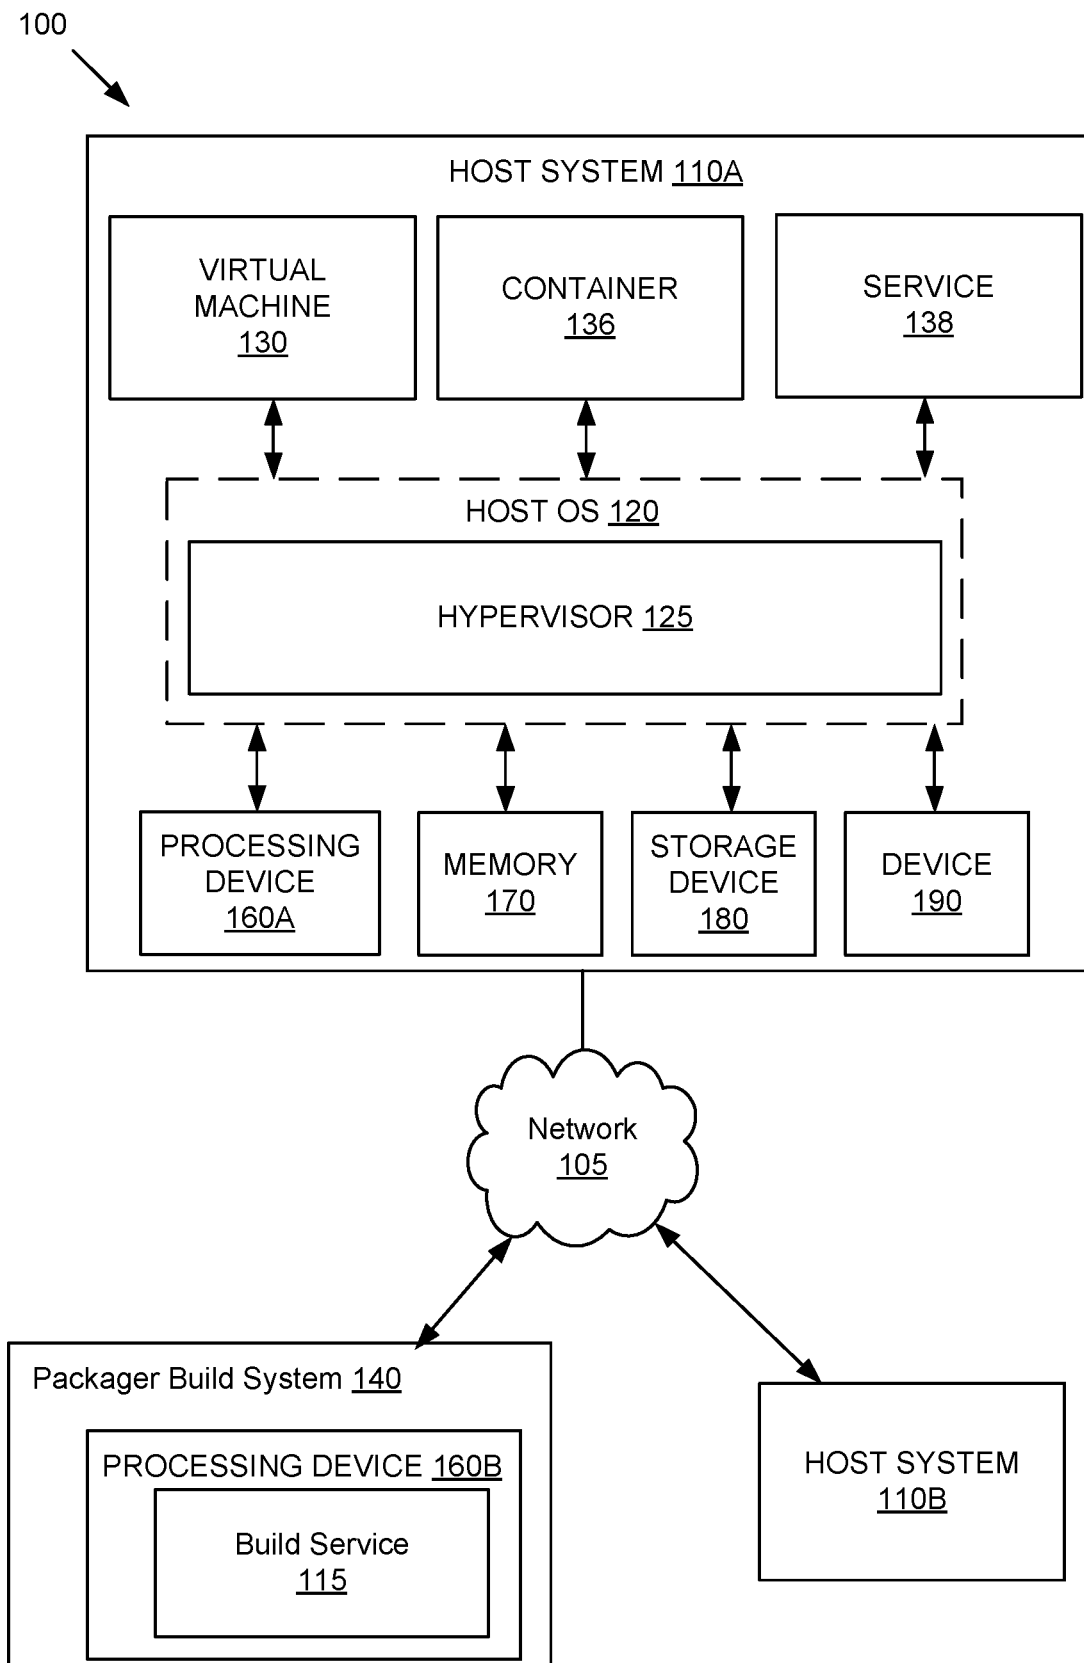 100
HOST SYSTEM 110A
VIRTUAL
MACHINE
130
CONTAINER
136
SERVICE
138
HOST OS 120
HYPERVISOR 125
PROCESSING
DEVICE
160A
MEMORY
170
STORAGE
DEVICE
180
DEVICE
190
Network
105
Packager Build System 140
PROCESSING DEVICE 160B
Build Service
115
HOST SYSTEM
110B